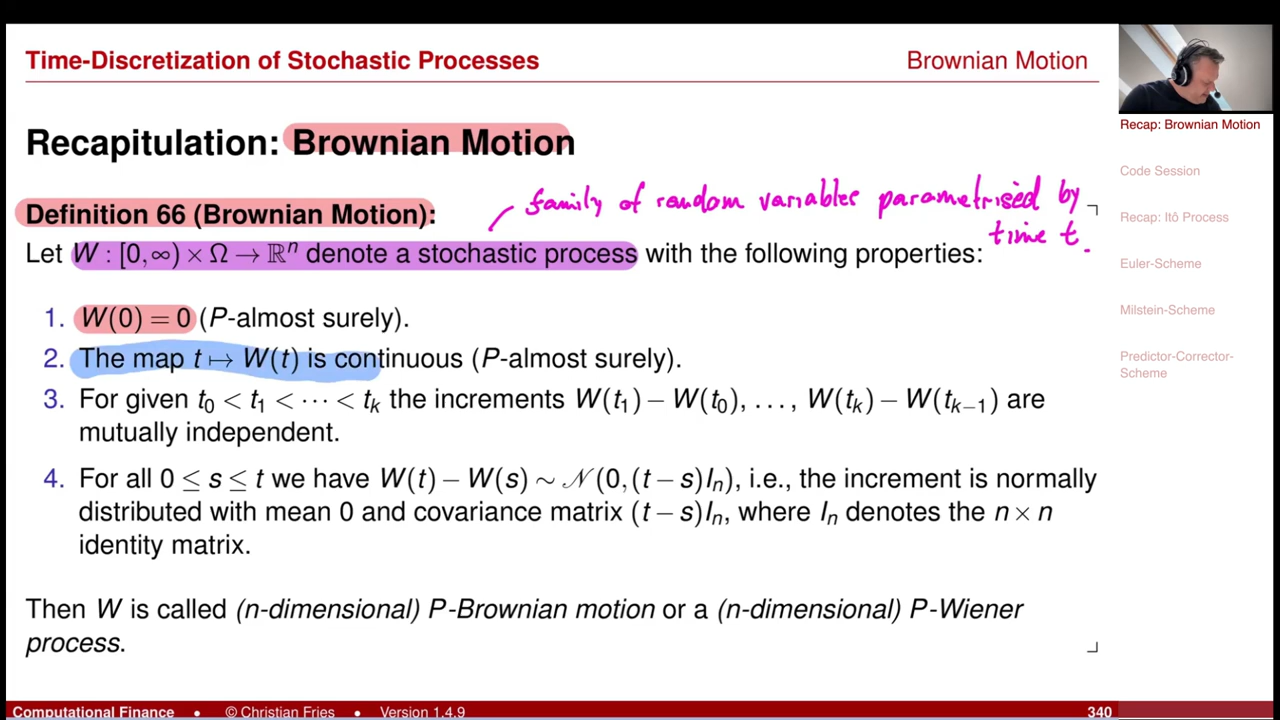 Time-Discretization of Stochastic Processes
Brownian Motion
Recapitulation: Brownian Motion
Definition 66 (Brownian Motion):
family of random variables parametrised by
time t.
Let W : [0,∞) × Ω → ℝⁿ denote a stochastic process with the following properties:
1. W(0) = 0 (P-almost surely).
2. The map t ↦ W(t) is continuous (P-almost surely).
3. For given t₀ < t₁ < ⋯ < tₖ the increments W(t₁) − W(t₀), …, W(tₖ) − W(tₖ₋₁) are
mutually independent.
4. For all 0 ≤ s ≤ t we have W(t) − W(s) ∼ 𝒩(0,(t − s)Iₙ), i.e., the increment is normally
distributed with mean 0 and covariance matrix (t − s)Iₙ, where Iₙ denotes the n × n
identity matrix.
Then W is called (n-dimensional) P-Brownian motion or a (n-dimensional) P-Wiener
process.
Computational Finance • © Christian Fries • Version 1.4.9
340
Recap: Brownian Motion
Code Session
Recap: Itô Process
Euler-Scheme
Milstein-Scheme
Predictor-Corrector-
Scheme